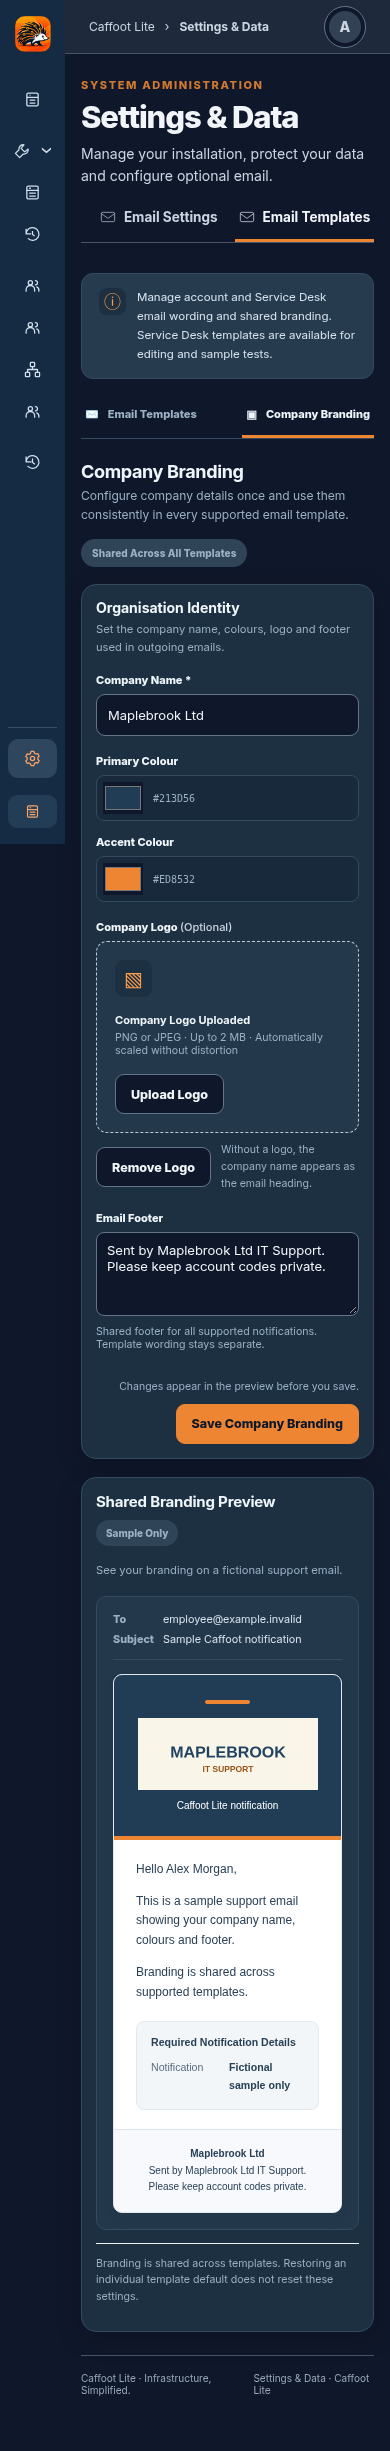 Caffoot Lite › Settings & Data
A
SYSTEM ADMINISTRATION
Settings & Data
Manage your installation, protect your data
and configure optional email.
Email Settings
Email Templates
Manage account and Service Desk
email wording and shared branding.
Service Desk templates are available for
editing and sample tests.
Email Templates
Company Branding
Company Branding
Configure company details once and use them
consistently in every supported email template.
Shared Across All Templates
Organisation Identity
Set the company name, colours, logo and footer
used in outgoing emails.
Company Name *
Maplebrook Ltd
Primary Colour
#213D56
Accent Colour
#ED8532
Company Logo (Optional)
Company Logo Uploaded
PNG or JPEG · Up to 2 MB · Automatically
scaled without distortion
Upload Logo
Remove Logo
Without a logo, the
company name appears as
the email heading.
Email Footer
Sent by Maplebrook Ltd IT Support.
Please keep account codes private.
Shared footer for all supported notifications.
Template wording stays separate.
Changes appear in the preview before you save.
Save Company Branding
Shared Branding Preview
Sample Only
See your branding on a fictional support email.
To employee@example.invalid
Subject Sample Caffoot notification
MAPLEBROOK
IT SUPPORT
Caffoot Lite notification
Hello Alex Morgan,
This is a sample support email
showing your company name,
colours and footer.
Branding is shared across
supported templates.
Required Notification Details
Notification Fictional
sample only
Maplebrook Ltd
Sent by Maplebrook Ltd IT Support.
Please keep account codes private.
Branding is shared across templates. Restoring an
individual template default does not reset these
settings.
Caffoot Lite · Infrastructure,
Simplified.
Settings & Data · Caffoot
Lite